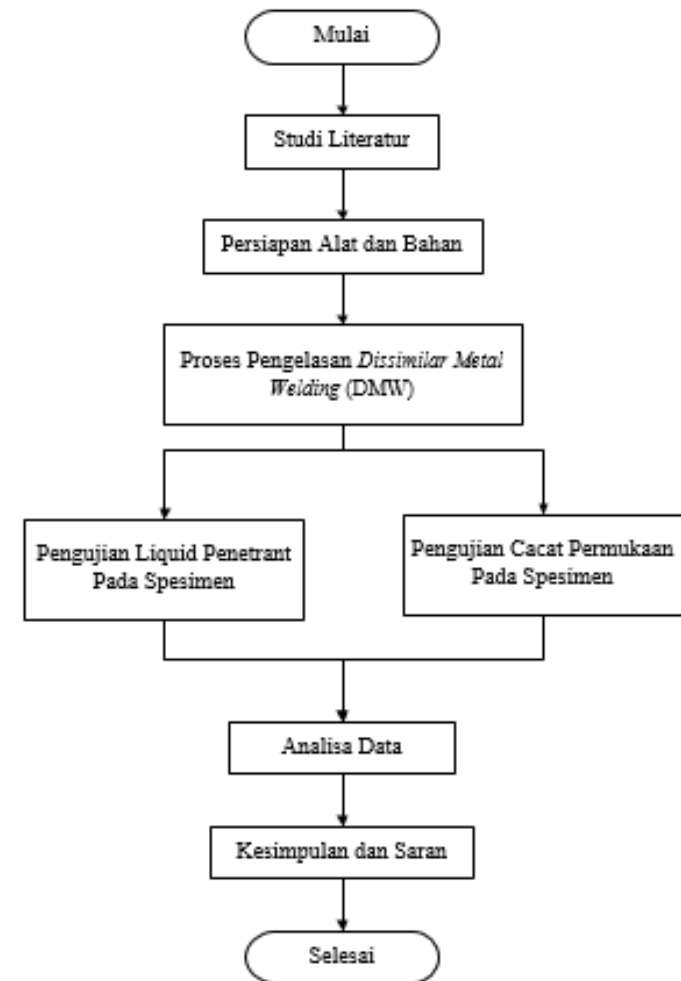 Mulai
Studi Literatur
Persiapan Alat dan Bahan
Proses Pengelasan Dissimilar Metal
Welding (DMW)
Pengujian Liquid Penetrant
Pada Spesimen
Pengujian Cacat Permukaan
Pada Spesimen
Analisa Data
Kesimpulan dan Saran
Selesai